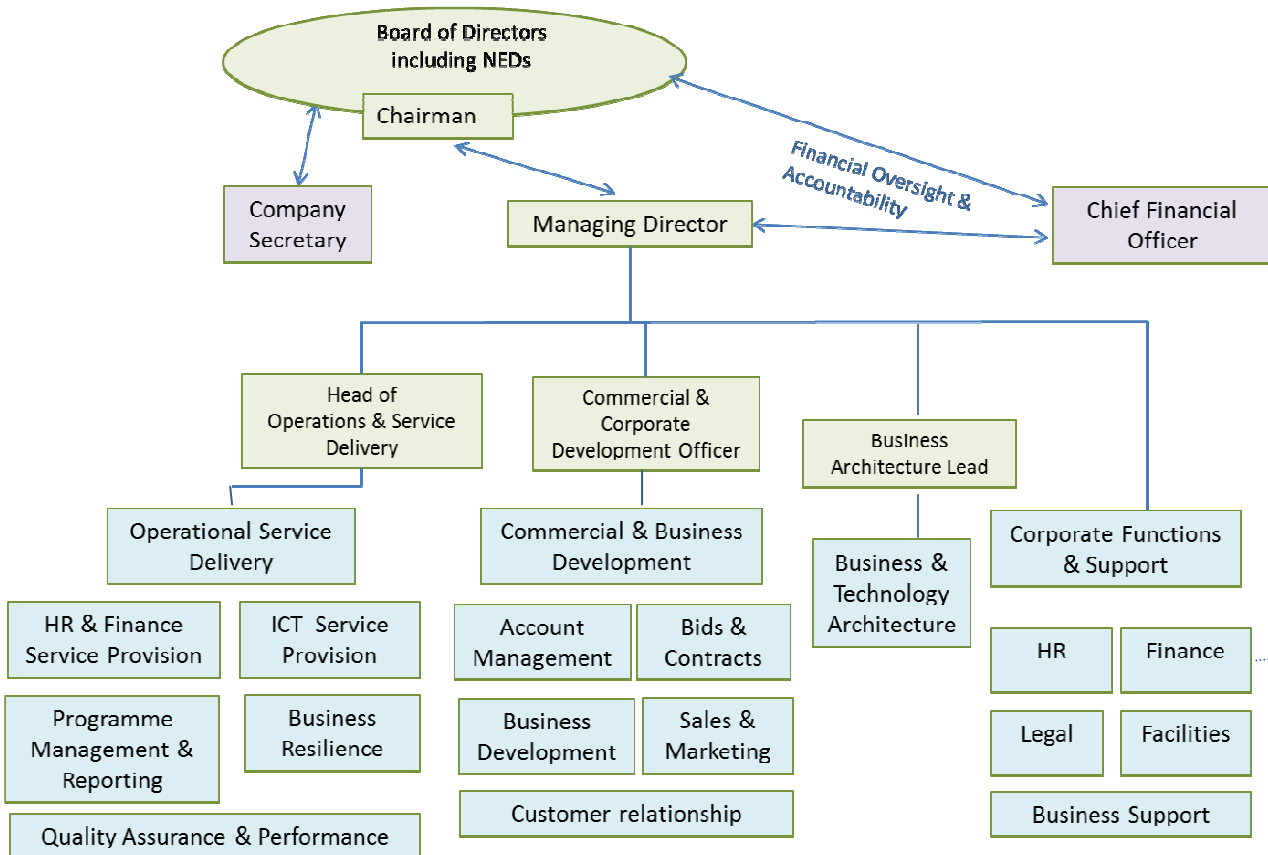 Board of Directors
including NEDs
Chairman
Financial Oversight &
Accountability
Company
Secretary
Managing Director
Chief Financial
Officer
Head of
Operations & Service
Delivery
Commercial &
Corporate
Development Officer
Business
Architecture Lead
Operational Service
Delivery
Commercial & Business
Development
Business &
Technology
Architecture
Corporate Functions
& Support
HR & Finance
Service Provision
ICT Service
Provision
Account
Management
Bids &
Contracts
HR
Finance
Programme
Management &
Reporting
Business
Resilience
Business
Development
Sales &
Marketing
Legal
Facilities
Quality Assurance & Performance
Customer relationship
Business Support